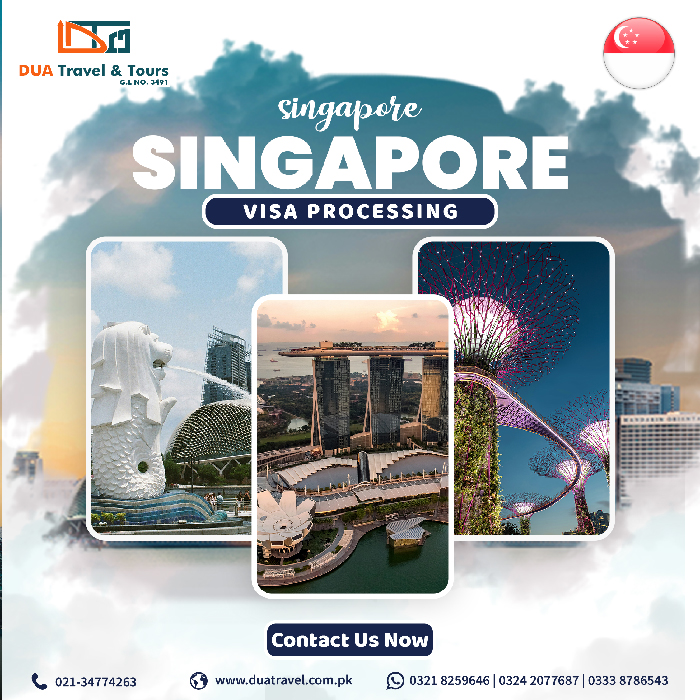 DUA Travel & Tours
G.L NO. 3491
singapore
SINGAPORE
VISA PROCESSING
Contact Us Now
021-34774263
www.duatravel.com.pk
0321 8259646 | 0324 2077687 | 0333 8786543